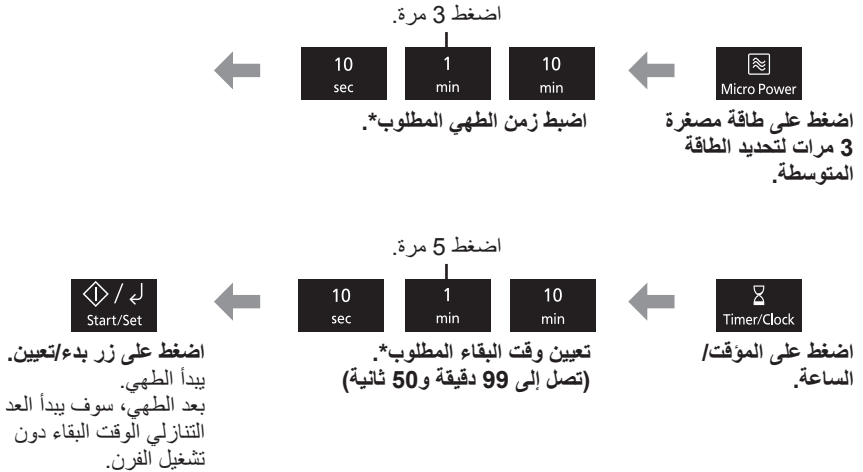 اضغط 3 مرة.
Micro Power
10
min
1
min
10
sec
اضغط على طاقة مصغرة
3 مرات لتحديد الطاقة
المتوسطة.
اضبط زمن الطهي المطلوب*.
اضغط 5 مرة.
Timer/Clock
10
min
1
min
10
sec
Start/Set
اضغط على المؤقت/
الساعة.
تعيين وقت البقاء المطلوب*.
(تصل إلى 99 دقيقة و50 ثانية)
اضغط على زر بدء/تعيين.
يبدأ الطهي.
بعد الطهي، سوف يبدأ العد
التنازلي الوقت البقاء دون
تشغيل الفرن.